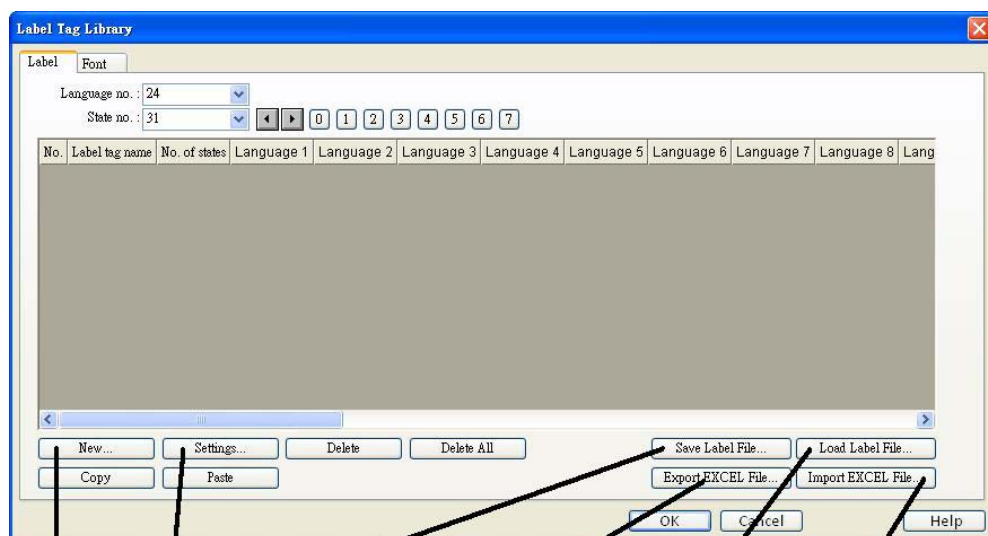 Label Tag Library
Label Font
Language no. : 24
State no. : 31 0 1 2 3 4 5 6 7
No. Label tag name No. of states Language 1 Language 2 Language 3 Language 4 Language 5 Language 6 Language 7 Language 8 Lang
New... Settings... Delete Delete All Save Label File... Load Label File...
Copy Paste Export EXCEL File... Import EXCEL File...
OK Cancel Help